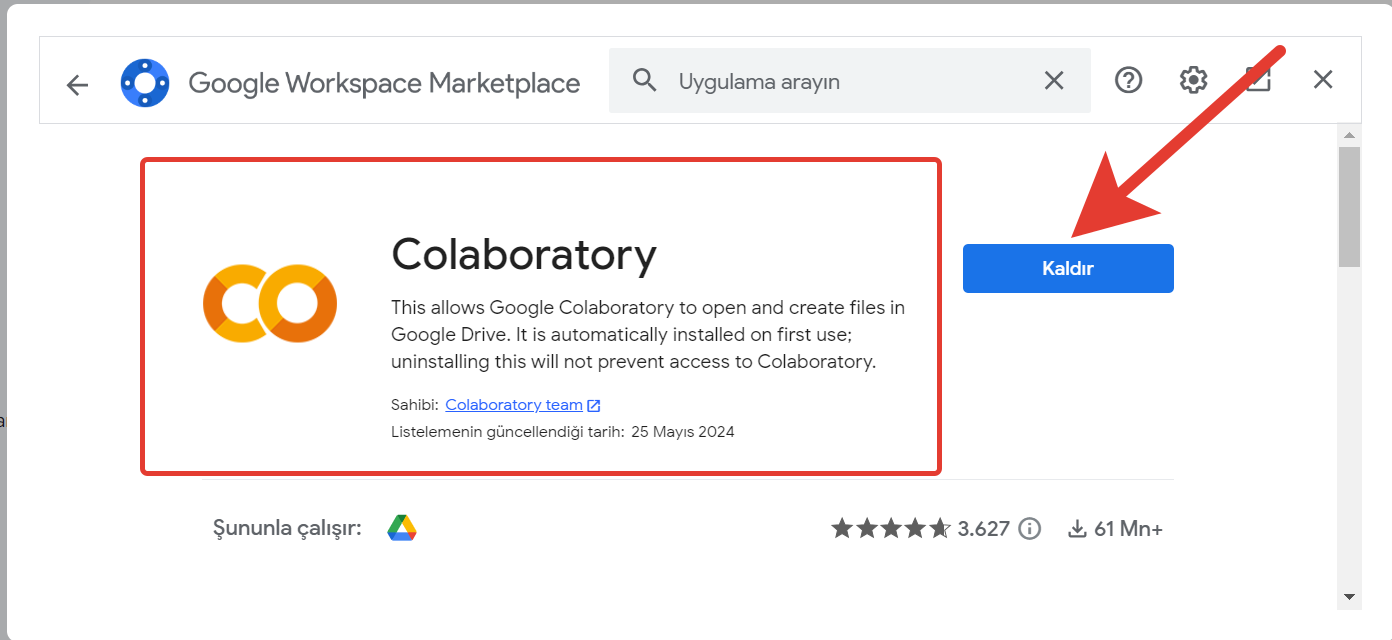 Google Workspace Marketplace
Uygulama arayın
Colaboratory
Kaldır
This allows Google Colaboratory to open and create files in
Google Drive. It is automatically installed on first use;
uninstalling this will not prevent access to Colaboratory.
Sahibi: Colaboratory team
Listelemenin güncellendiği tarih: 25 Mayıs 2024
Şununla çalışır:
3.627
61 Mn+